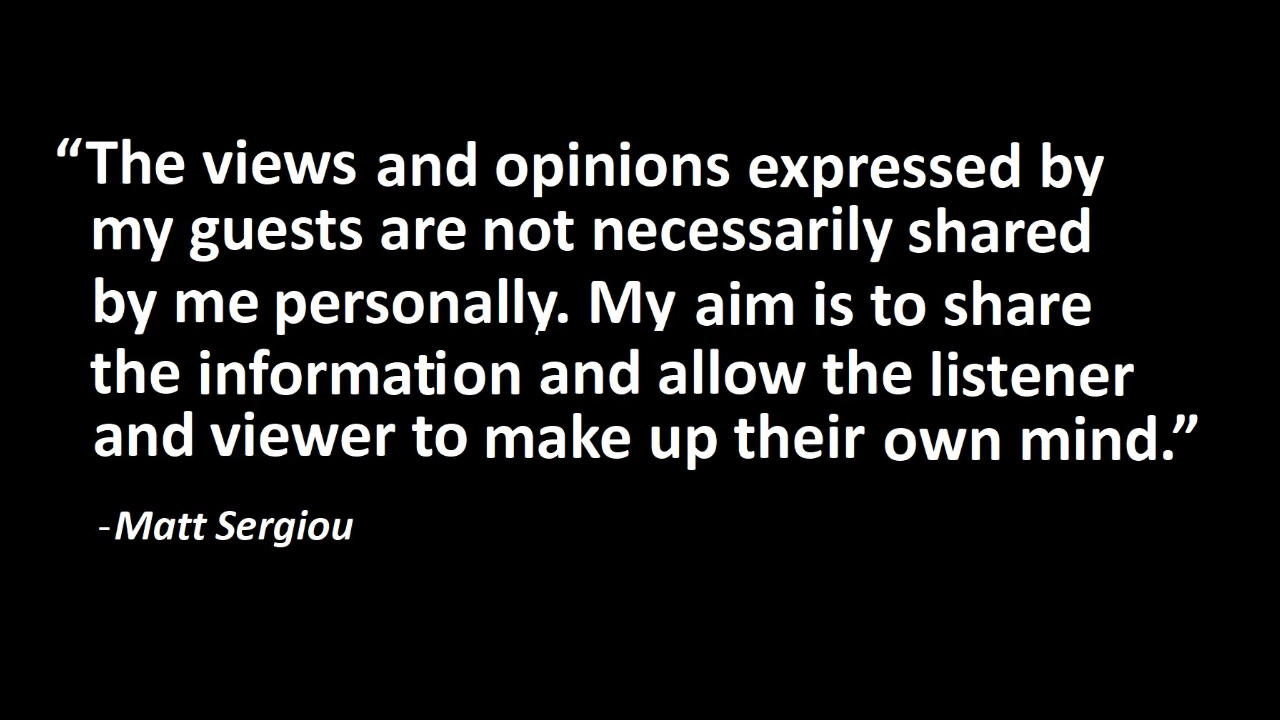 “The views and opinions expressed by
my guests are not necessarily shared
by me personally. My aim is to share
the information and allow the listener
and viewer to make up their own mind.”
-Matt Sergiou